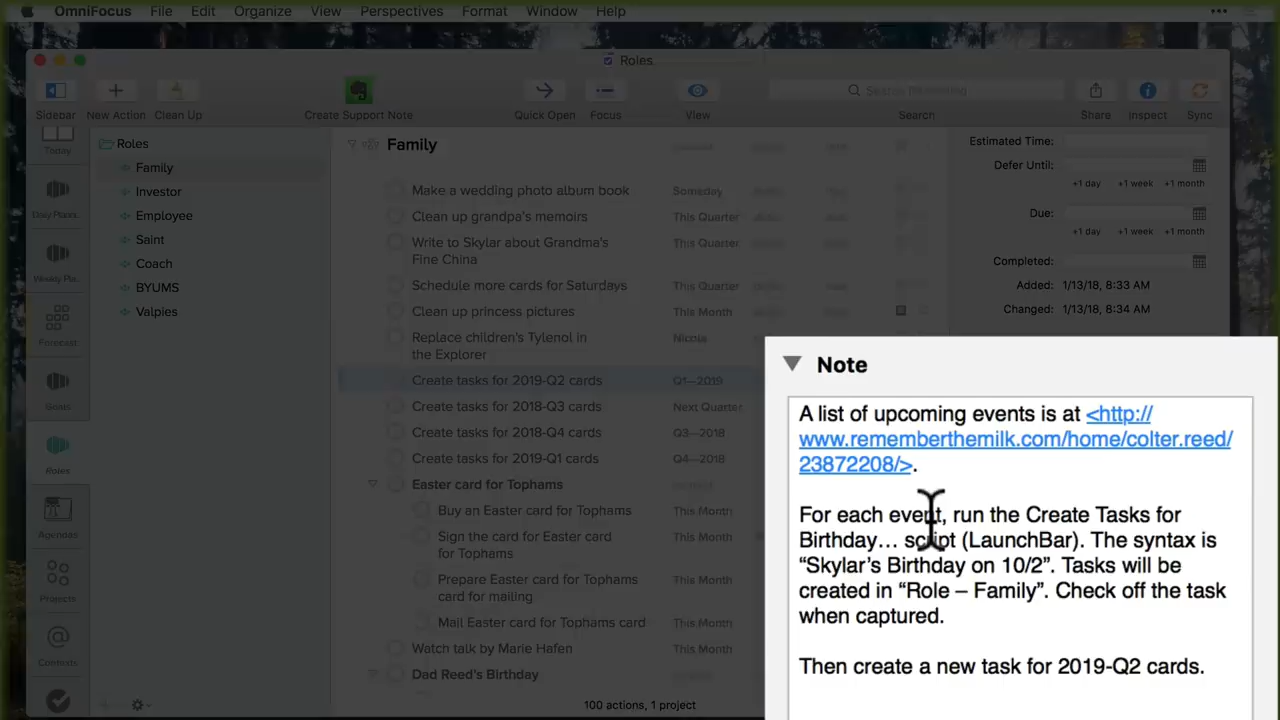 OmniFocus File Edit Organize View Perspectives Format Window Help
Roles
Sidebar New Action Clean Up Create Support Note Quick Open Focus View Search Share Inspect Sync
Today
Forecast
Goals
Roles
Agendas
Projects
Contexts
Roles
Family
Investor
Employee
Saint
Coach
BYUMS
Valpies
Family
Make a wedding photo album book Someday
Clean up grandpa's memoirs This Quarter
Write to Skylar about Grandma's This Quarter
Fine China
Schedule more cards for Saturdays This Quarter
Clean up princess pictures This Month
Replace children's Tylenol in Nicola
the Explorer
Create tasks for 2019-Q2 cards Q1—2019
Create tasks for 2018-Q3 cards Next Quarter
Create tasks for 2018-Q4 cards Q3—2018
Create tasks for 2019-Q1 cards Q4—2018
Easter card for Tophams
Buy an Easter card for Tophams This Month
Sign the card for Easter card This Month
for Tophams
Prepare Easter card for Tophams This Month
card for mailing
Mail Easter card for Tophams card This Month
Watch talk by Marie Hafen This Month
Dad Reed's Birthday
100 actions, 1 project
Estimated Time:
Defer Until:
+1 day +1 week +1 month
Due:
+1 day +1 week +1 month
Completed:
Added: 1/13/18, 8:33 AM
Changed: 1/13/18, 8:34 AM
Note
A list of upcoming events is at <http://
www.rememberthemilk.com/home/colter.reed/
23872208/>.
For each event, run the Create Tasks for
Birthday… script (LaunchBar). The syntax is
“Skylar’s Birthday on 10/2”. Tasks will be
created in “Role – Family”. Check off the task
when captured.
Then create a new task for 2019-Q2 cards.